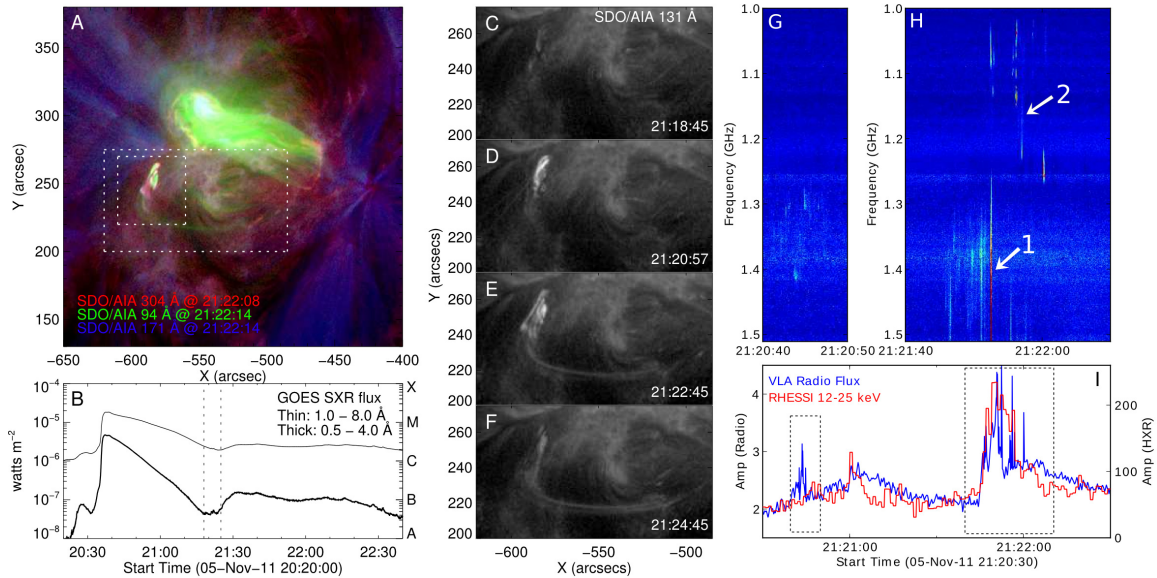 A
350
300
250
200
150
Y (arcsec)
SDO/AIA 304 Å @ 21:22:08
SDO/AIA 94 Å @ 21:22:14
SDO/AIA 171 Å @ 21:22:14
−650
−600
−550
−500
−450
−400
X (arcsec)
B
GOES SXR flux
Thin: 1.0 − 8.0 Å
Thick: 0.5 − 4.0 Å
10⁻⁴
10⁻⁵
10⁻⁶
10⁻⁷
10⁻⁸
watts m⁻²
X
M
C
B
A
20:30
21:00
21:30
22:00
22:30
Start Time (05−Nov−11 20:20:00)
C
SDO/AIA 131 Å
260
240
220
200
21:18:45
D
260
240
220
200
21:20:57
Y (arcsecs)
E
260
240
220
200
21:22:45
F
260
240
220
200
21:24:45
−600
−550
−500
X (arcsecs)
G
1.0
1.1
1.2
1.3
1.4
1.5
Frequency (GHz)
21:20:40
21:20:50
H
1.0
1.1
1.2
1.3
1.4
1.5
Frequency (GHz)
2
1
21:21:40
21:22:00
VLA Radio Flux
RHESSI 12-25 keV
I
4
3
2
Amp (Radio)
200
100
0
Amp (HXR)
21:21:00
21:22:00
Start Time (05-Nov-11 21:20:30)